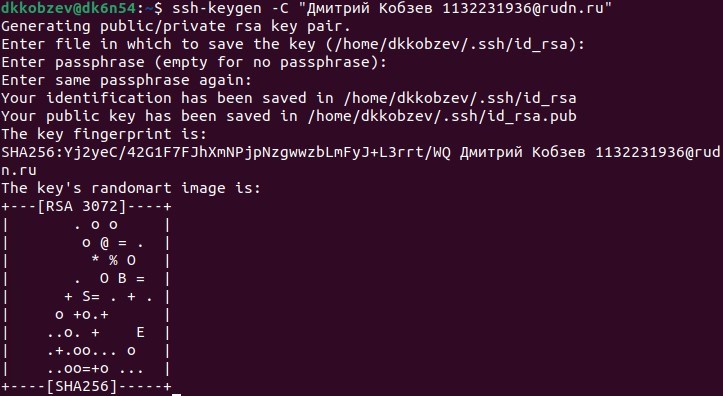 dkkobzev@dk6n54:~$ ssh-keygen -C "Дмитрий Кобзев 1132231936@rudn.ru"
Generating public/private rsa key pair.
Enter file in which to save the key (/home/dkkobzev/.ssh/id_rsa):
Enter passphrase (empty for no passphrase):
Enter same passphrase again:
Your identification has been saved in /home/dkkobzev/.ssh/id_rsa
Your public key has been saved in /home/dkkobzev/.ssh/id_rsa.pub
The key fingerprint is:
SHA256:Yj2yeC/42G1F7FJhXmNPjpNzgwwzbLmFyJ+L3rrt/WQ Дмитрий Кобзев 1132231936@rud
n.ru
The key's randomart image is:
+---[RSA 3072]----+
|       . o o     |
|        o @ = .  |
|         * % O   |
|       .  O B =  |
|      + S= . + . |
|     o +o.+      |
|    ..o. +    E  |
|    .+.oo... o   |
|    ..oo=+o ...  |
+----[SHA256]-----+